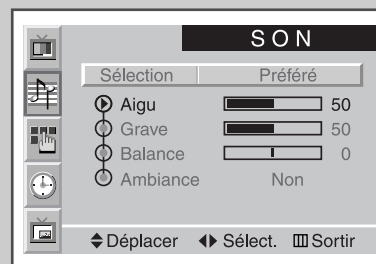 SON
Sélection Préféré
Aigu 50
Grave 50
Balance 0
Ambiance Non
Déplacer Sélect. Sortir